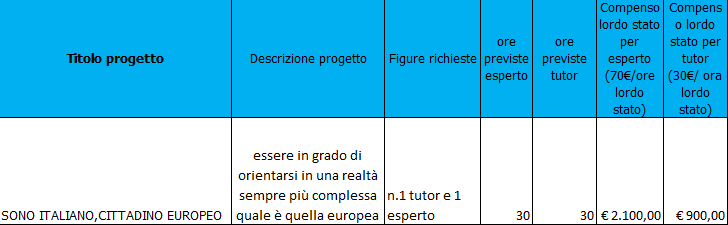 Titolo progetto
Descrizione progetto
Figure richieste
ore
previste
esperto
ore
previste
tutor
Compenso
lordo stato
per
esperto
(70€/ore
lordo
stato)
Compens
o lordo
stato per
tutor
(30€/ ora
lordo
stato)
SONO ITALIANO,CITTADINO EUROPEO
essere in grado di
orientarsi in una realtà
sempre più complessa
quale è quella europea
n.1 tutor e 1
esperto
30
30
€ 2.100,00
€ 900,00